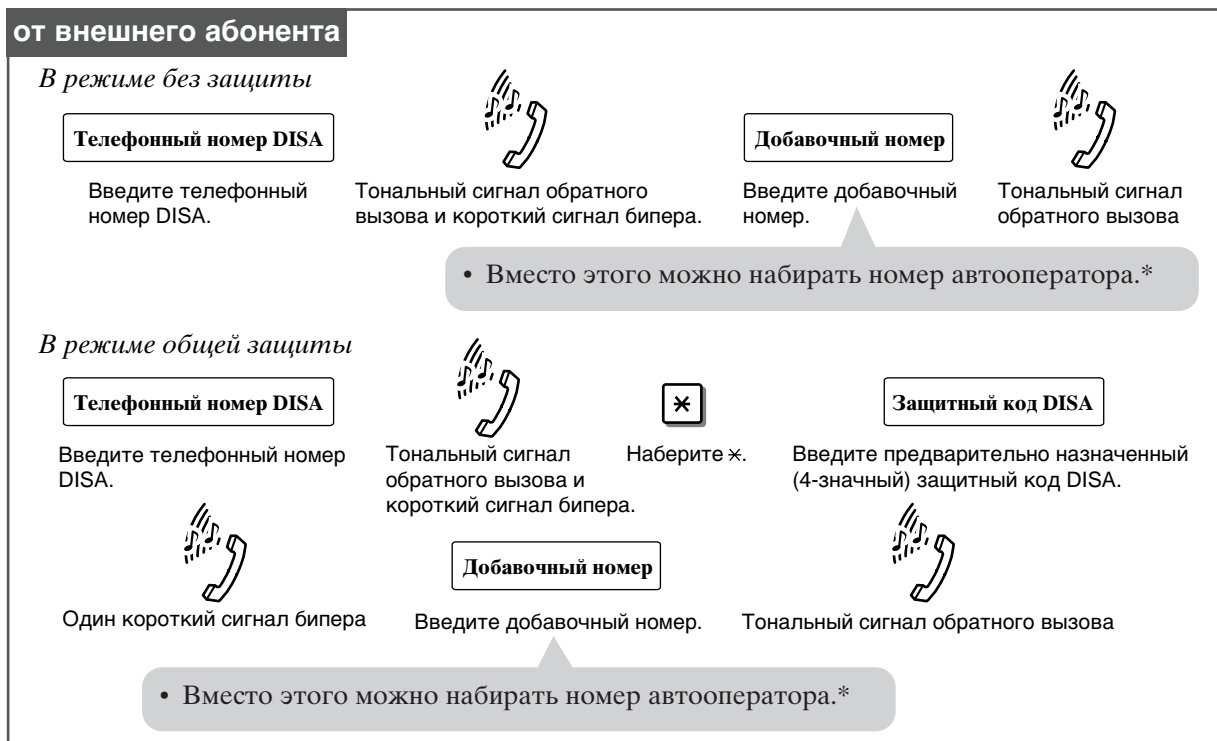 от внешнего абонента
В режиме без защиты
Телефонный номер DISA
Введите телефонный
номер DISA.
Тональный сигнал обратного
вызова и короткий сигнал бипера.
Добавочный номер
Введите добавочный
номер.
Тональный сигнал
обратного вызова
• Вместо этого можно набирать номер автооператора.*
В режиме общей защиты
Телефонный номер DISA
Введите телефонный номер
DISA.
Тональный сигнал
обратного вызова и
короткий сигнал бипера.
*
Наберите *.
Защитный код DISA
Введите предварительно назначенный
(4-значный) защитный код DISA.
Один короткий сигнал бипера
Добавочный номер
Введите добавочный номер.
Тональный сигнал обратного вызова
• Вместо этого можно набирать номер автооператора.*